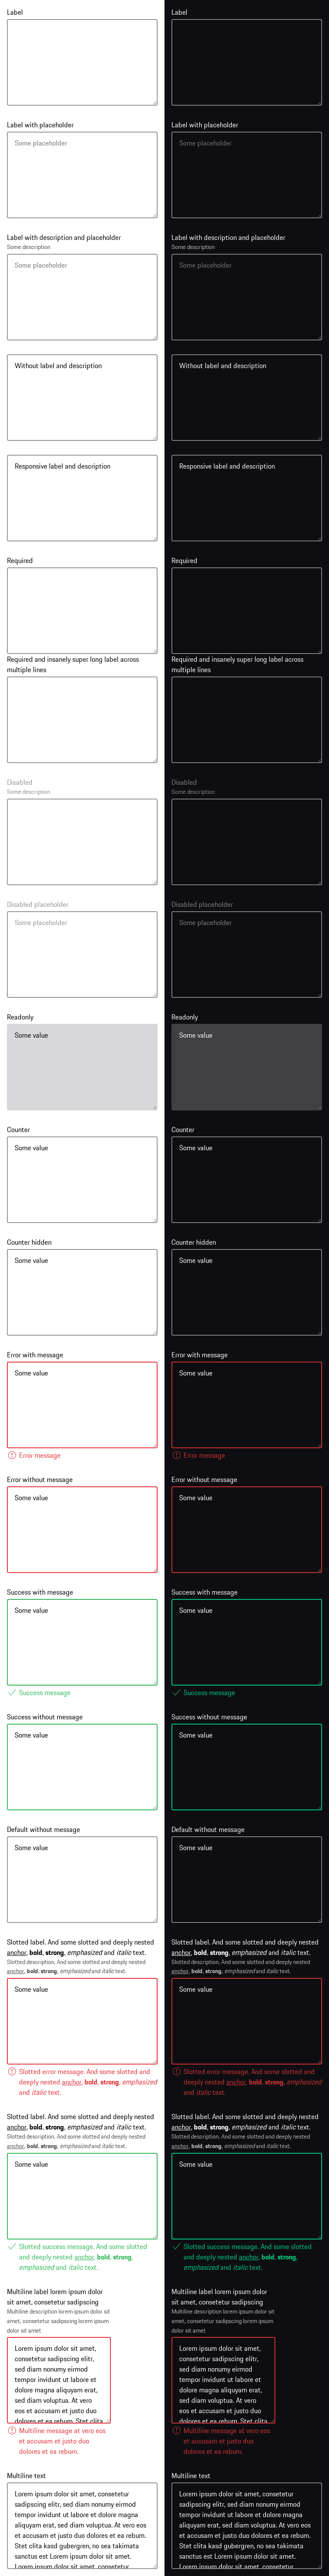 Label
Label with placeholder
Some placeholder
Label with description and placeholder
Some description
Some placeholder
Without label and description
Responsive label and description
Required
Required and insanely super long label across
multiple lines
Disabled
Some description
Disabled placeholder
Some placeholder
Readonly
Some value
Counter
Some value
Counter hidden
Some value
Error with message
Some value
Error message
Error without message
Some value
Success with message
Some value
Success message
Success without message
Some value
Default without message
Some value
Slotted label. And some slotted and deeply nested
anchor, bold, strong, emphasized and italic text.
Slotted description. And some slotted and deeply nested
anchor, bold, strong, emphasized and italic text.
Some value
Slotted error message. And some slotted and
deeply nested anchor, bold, strong, emphasized
and italic text.
Slotted label. And some slotted and deeply nested
anchor, bold, strong, emphasized and italic text.
Slotted description. And some slotted and deeply nested
anchor, bold, strong, emphasized and italic text.
Some value
Slotted success message. And some slotted
and deeply nested anchor, bold, strong,
emphasized and italic text.
Multiline label lorem ipsum dolor
sit amet, consetetur sadipscing
Multiline description lorem ipsum dolor sit
amet, consetetur sadipscing lorem ipsum
dolor sit amet
Lorem ipsum dolor sit amet,
consetetur sadipscing elitr,
sed diam nonumy eirmod
tempor invidunt ut labore et
dolore magna aliquyam erat,
sed diam voluptua. At vero
eos et accusam et justo duo
dolores et ea rebum. Stet clita
Multiline message at vero eos
et accusam et justo duo
dolores et ea rebum.
Multiline text
Lorem ipsum dolor sit amet, consetetur
sadipscing elitr, sed diam nonumy eirmod
tempor invidunt ut labore et dolore magna
aliquyam erat, sed diam voluptua. At vero eos
et accusam et justo duo dolores et ea rebum.
Stet clita kasd gubergren, no sea takimata
sanctus est Lorem ipsum dolor sit amet.
Lorem ipsum dolor sit amet, consetetur
Label
Label with placeholder
Some placeholder
Label with description and placeholder
Some description
Some placeholder
Without label and description
Responsive label and description
Required
Required and insanely super long label across
multiple lines
Disabled
Some description
Disabled placeholder
Some placeholder
Readonly
Some value
Counter
Some value
Counter hidden
Some value
Error with message
Some value
Error message
Error without message
Some value
Success with message
Some value
Success message
Success without message
Some value
Default without message
Some value
Slotted label. And some slotted and deeply nested
anchor, bold, strong, emphasized and italic text.
Slotted description. And some slotted and deeply nested
anchor, bold, strong, emphasized and italic text.
Some value
Slotted error message. And some slotted and
deeply nested anchor, bold, strong, emphasized
and italic text.
Slotted label. And some slotted and deeply nested
anchor, bold, strong, emphasized and italic text.
Slotted description. And some slotted and deeply nested
anchor, bold, strong, emphasized and italic text.
Some value
Slotted success message. And some slotted
and deeply nested anchor, bold, strong,
emphasized and italic text.
Multiline label lorem ipsum dolor
sit amet, consetetur sadipscing
Multiline description lorem ipsum dolor sit
amet, consetetur sadipscing lorem ipsum
dolor sit amet
Lorem ipsum dolor sit amet,
consetetur sadipscing elitr,
sed diam nonumy eirmod
tempor invidunt ut labore et
dolore magna aliquyam erat,
sed diam voluptua. At vero
eos et accusam et justo duo
dolores et ea rebum. Stet clita
Multiline message at vero eos
et accusam et justo duo
dolores et ea rebum.
Multiline text
Lorem ipsum dolor sit amet, consetetur
sadipscing elitr, sed diam nonumy eirmod
tempor invidunt ut labore et dolore magna
aliquyam erat, sed diam voluptua. At vero eos
et accusam et justo duo dolores et ea rebum.
Stet clita kasd gubergren, no sea takimata
sanctus est Lorem ipsum dolor sit amet.
Lorem ipsum dolor sit amet, consetetur